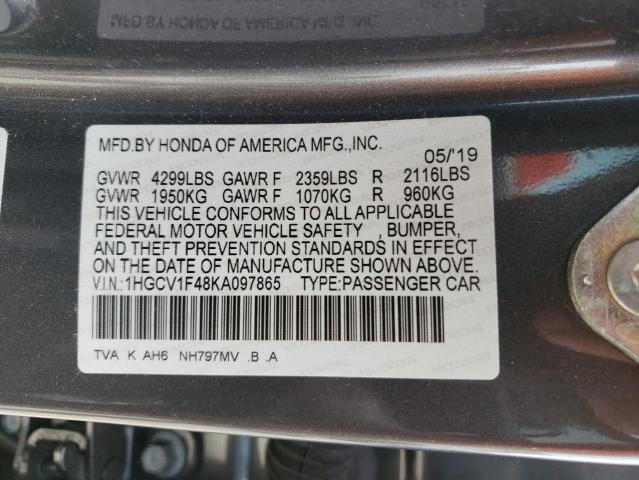 MFD.BY HONDA OF AMERICA MFG.,INC.
05/'19
GVWR 4299LBS GAWR F 2359LBS R 2116LBS
GVWR 1950KG GAWR F 1070KG R 960KG
THIS VEHICLE CONFORMS TO ALL APPLICABLE
FEDERAL MOTOR VEHICLE SAFETY , BUMPER,
AND THEFT PREVENTION STANDARDS IN EFFECT
ON THE DATE OF MANUFACTURE SHOWN ABOVE.
V.I.N.:1HGCV1F48KA097865 TYPE:PASSENGER CAR
TVA K AH6 NH797MV .B .A